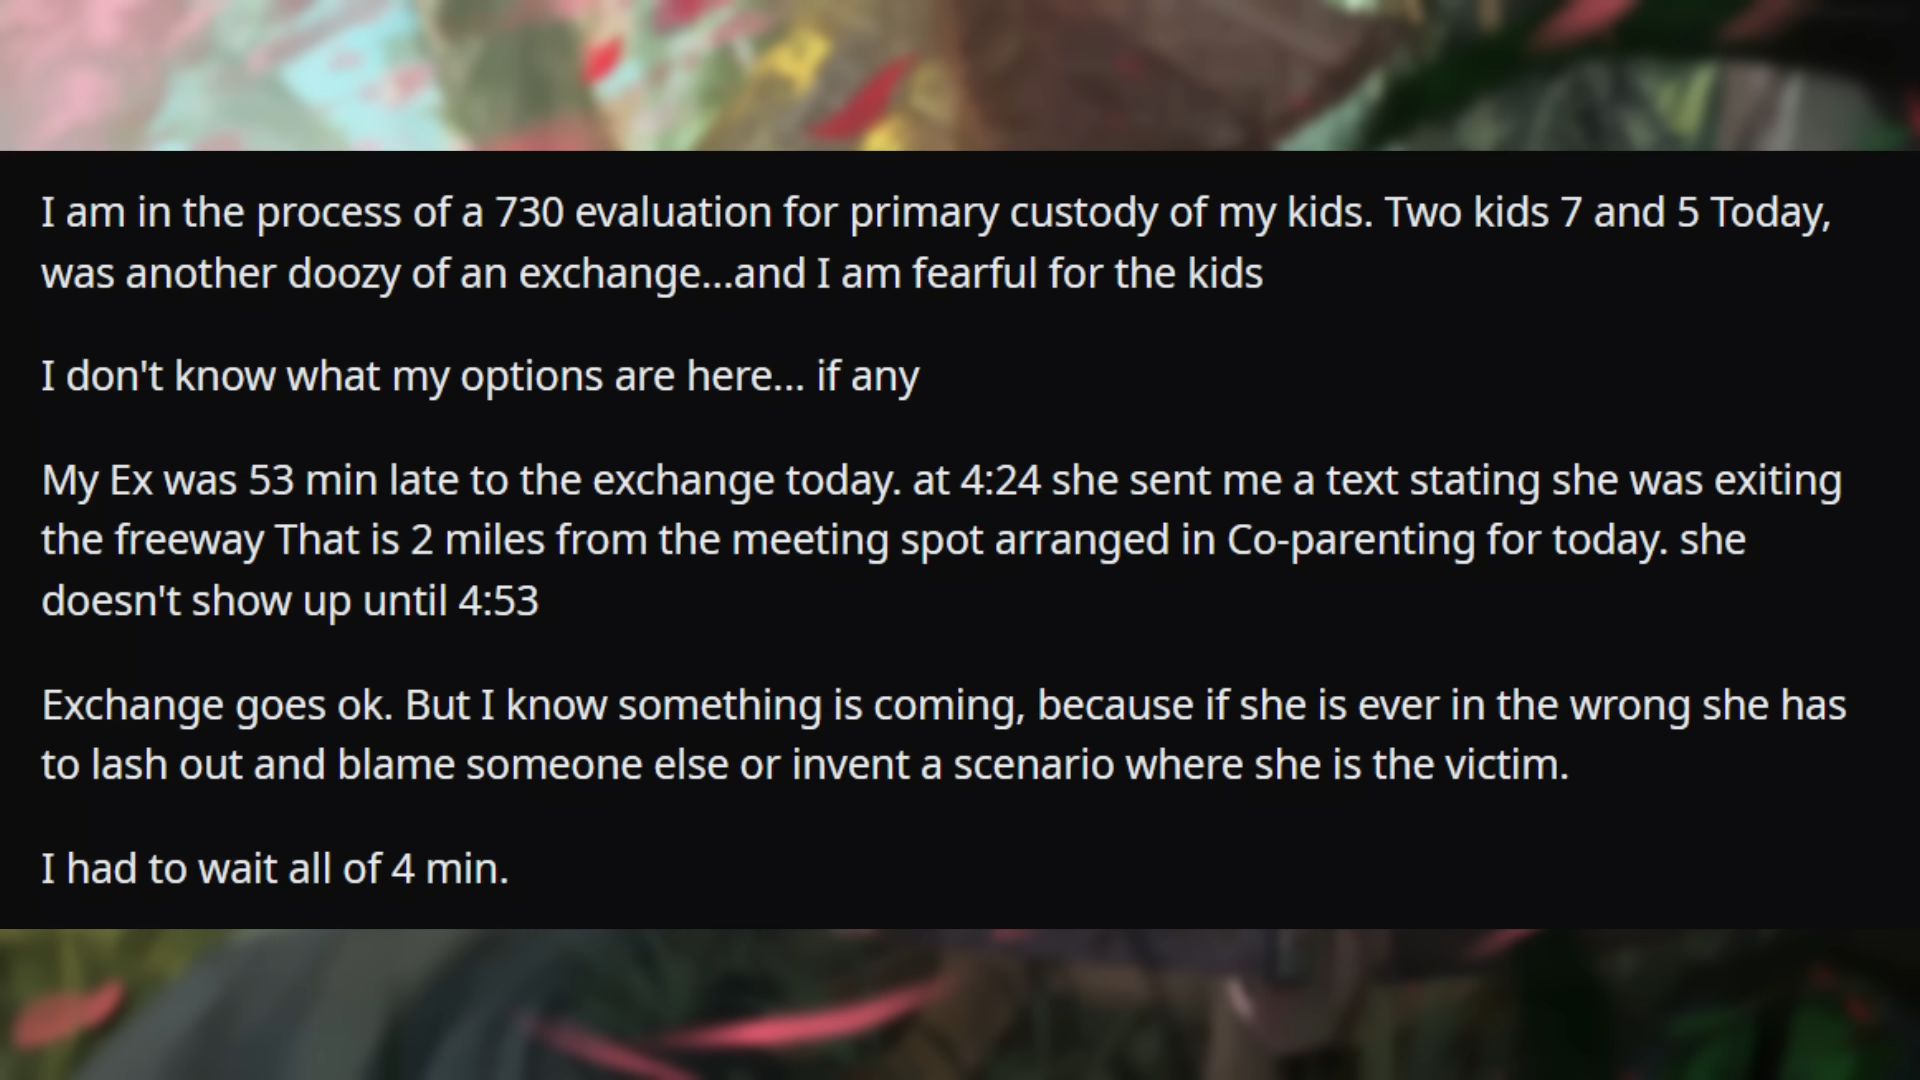 I am in the process of a 730 evaluation for primary custody of my kids. Two kids 7 and 5 Today,
was another doozy of an exchange...and I am fearful for the kids
I don't know what my options are here... if any
My Ex was 53 min late to the exchange today. at 4:24 she sent me a text stating she was exiting
the freeway That is 2 miles from the meeting spot arranged in Co-parenting for today. she
doesn't show up until 4:53
Exchange goes ok. But I know something is coming, because if she is ever in the wrong she has
to lash out and blame someone else or invent a scenario where she is the victim.
I had to wait all of 4 min.